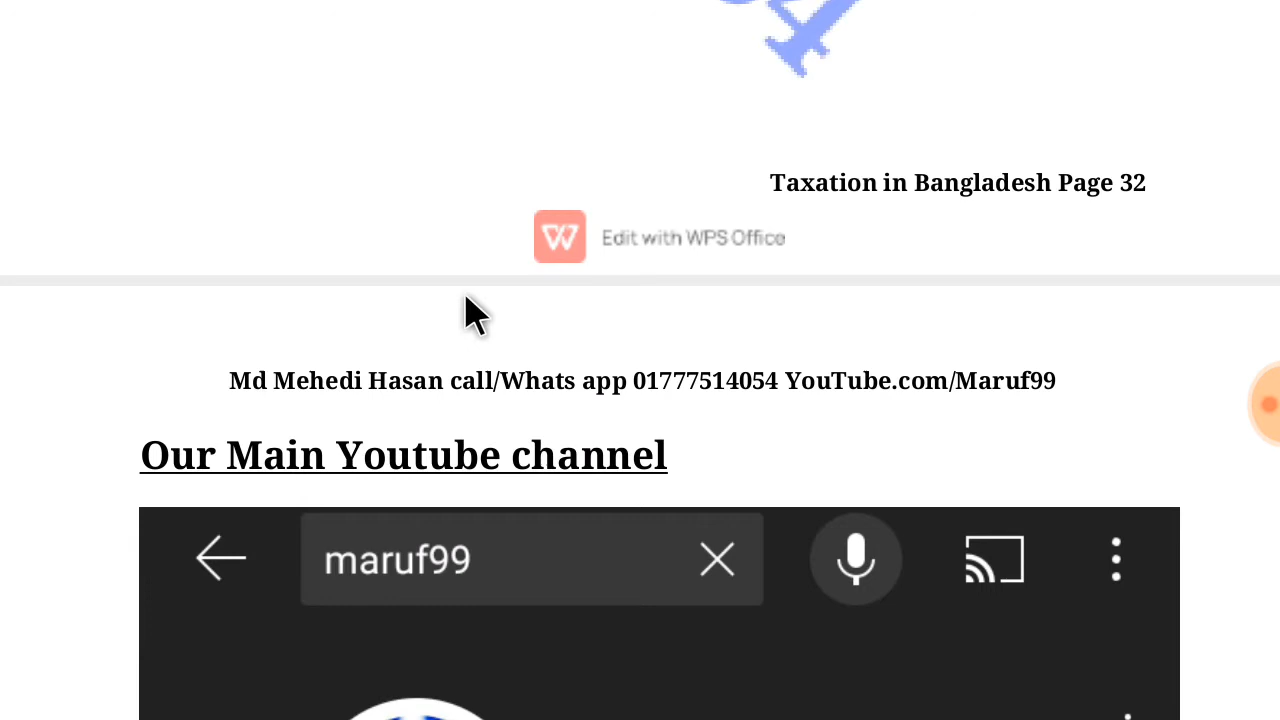 Taxation in Bangladesh Page 32
Edit with WPS Office
Md Mehedi Hasan call/Whats app 01777514054 YouTube.com/Maruf99
Our Main Youtube channel
maruf99